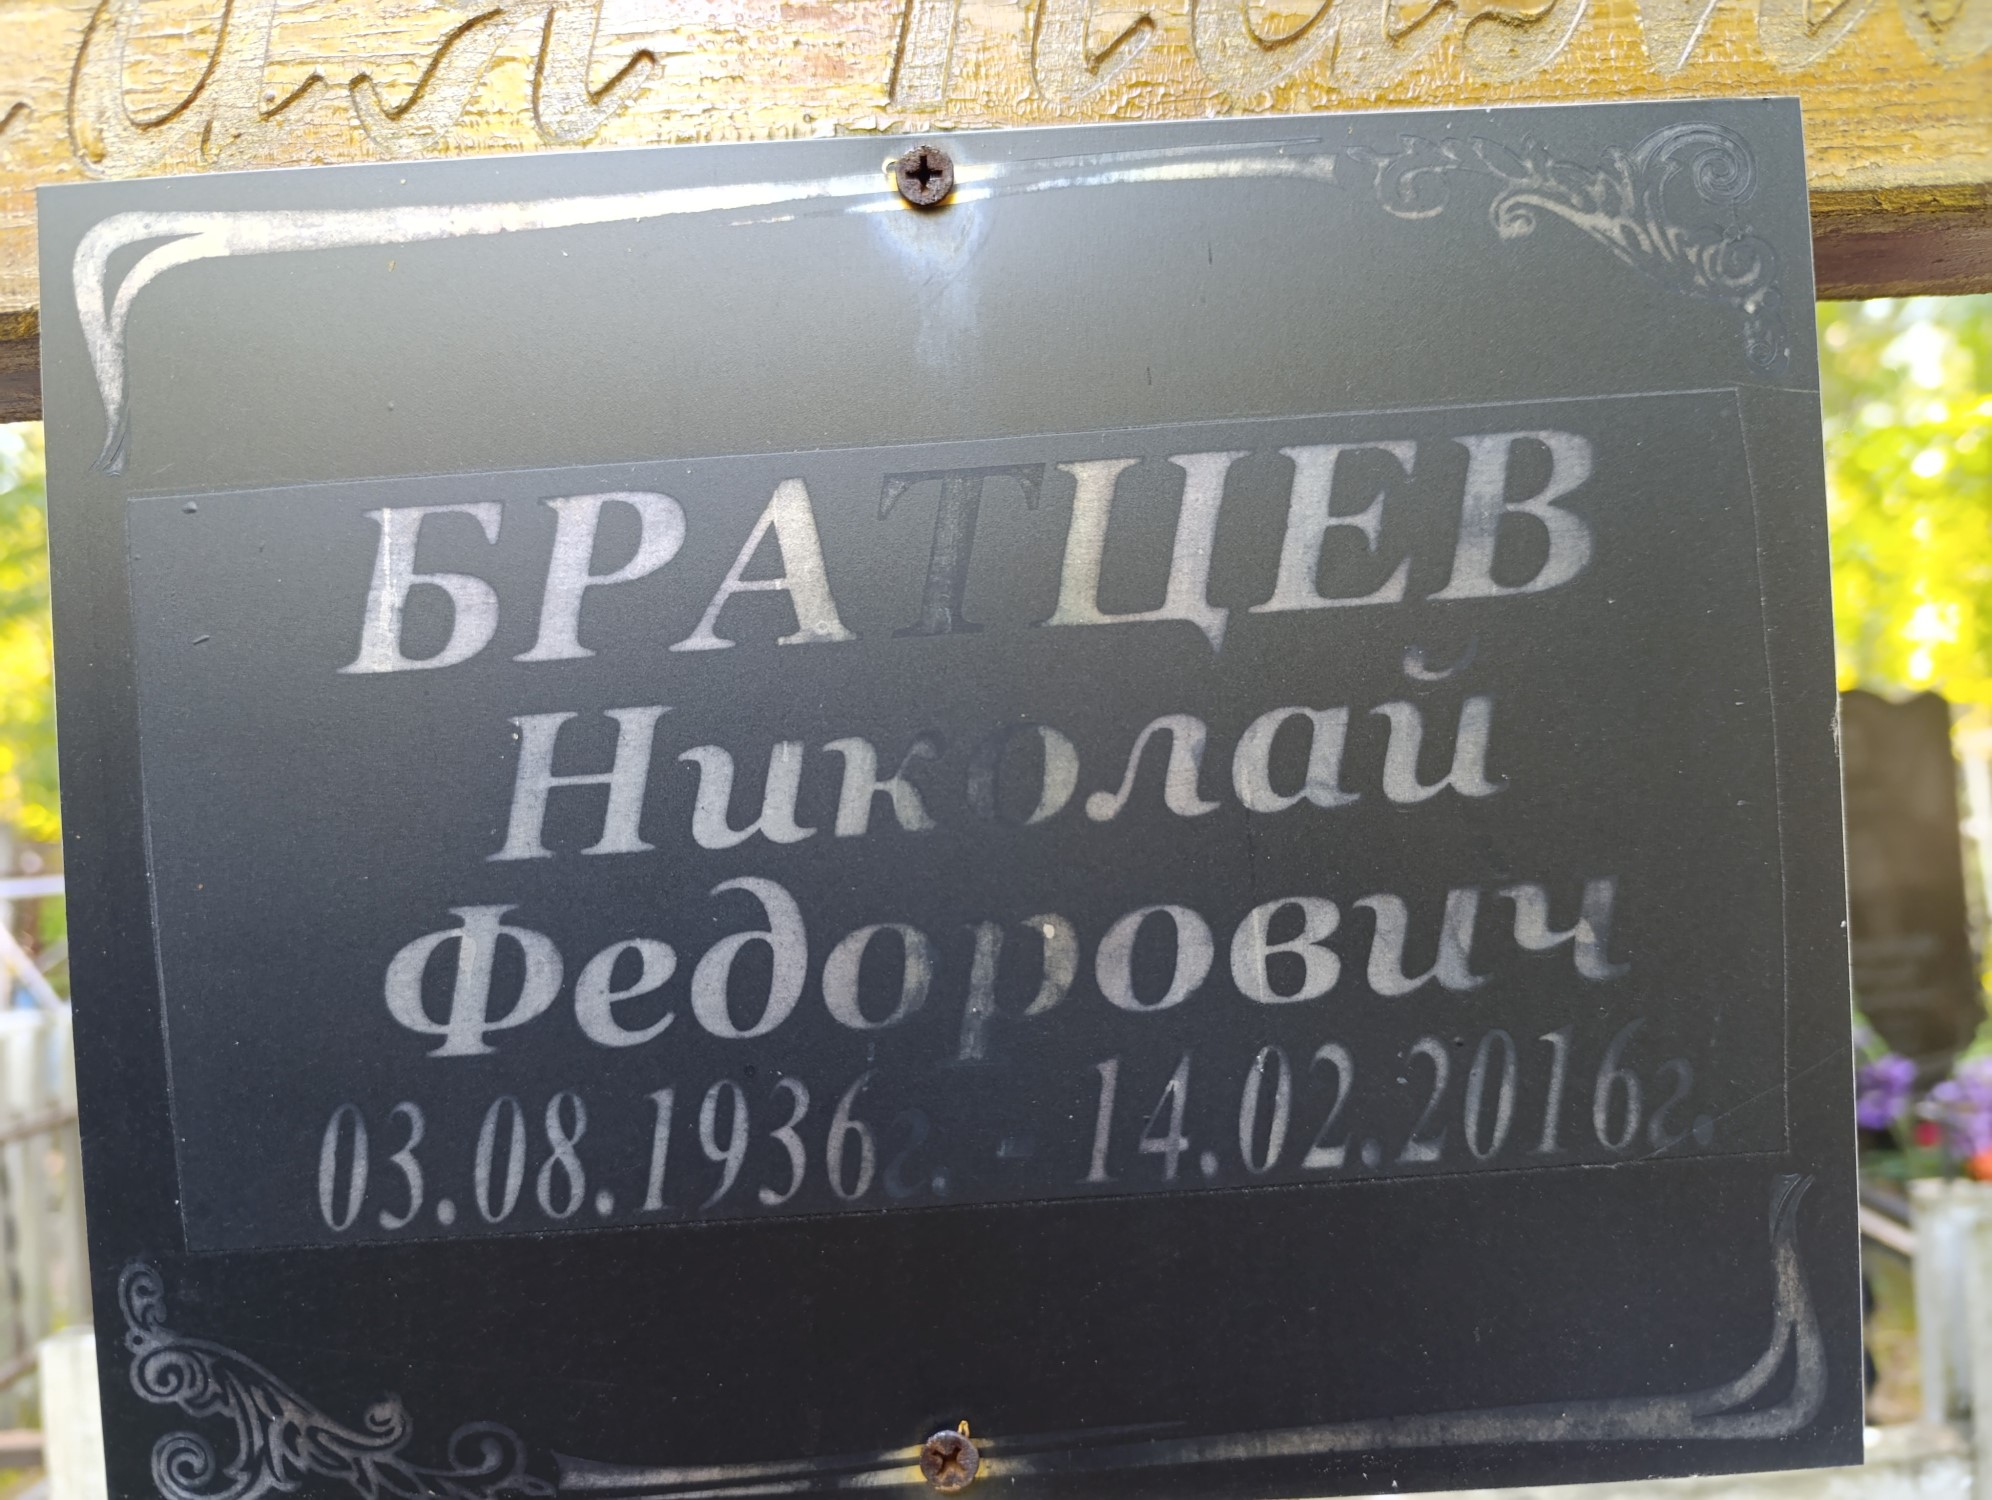 БРАТЦЕВ
Николай
Федорович
03.08.1936г. - 14.02.2016г.